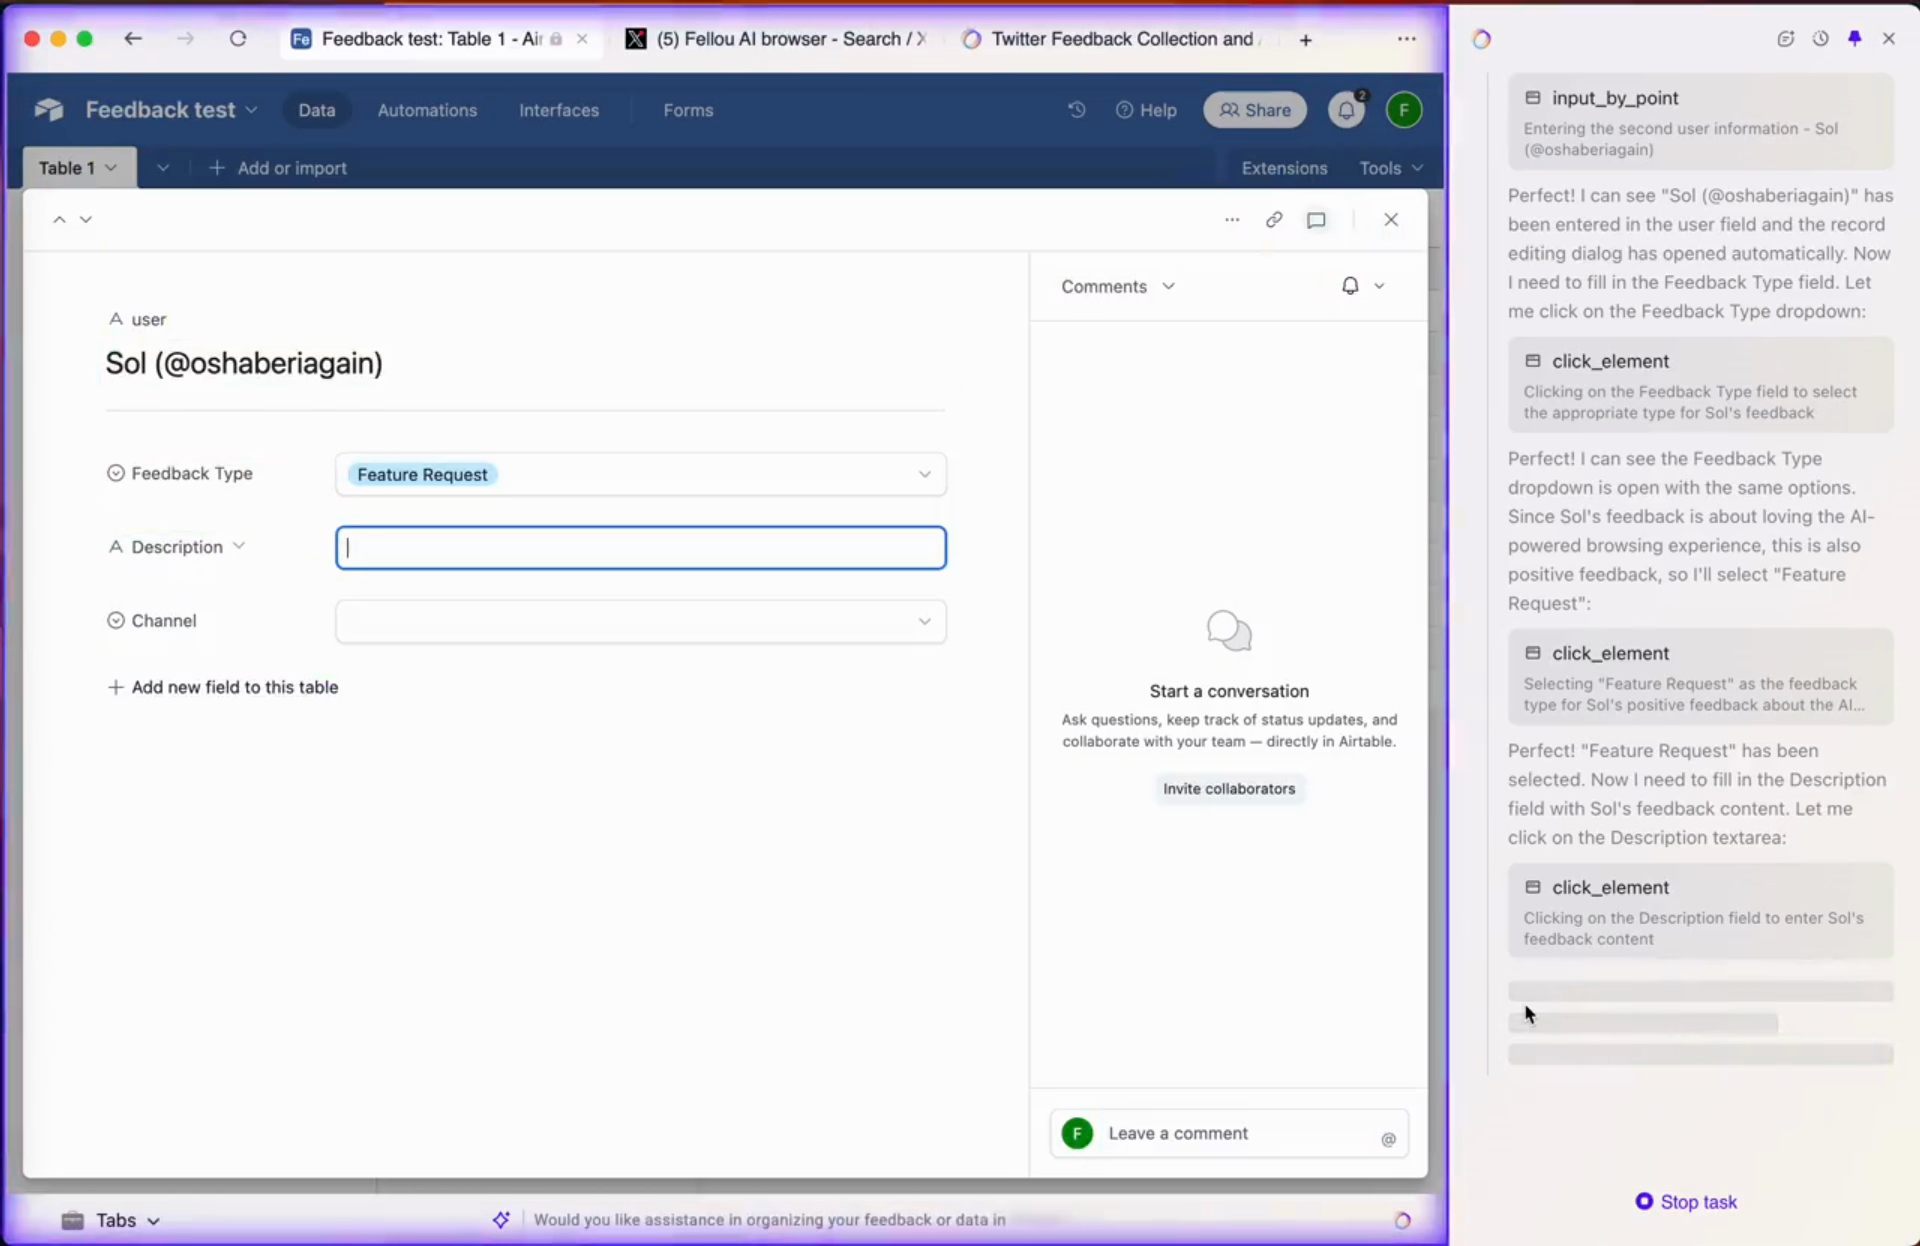 Feedback test: Table 1 - Air
(5) Fellou AI browser - Search / X
Twitter Feedback Collection and
Feedback test
Data
Automations
Interfaces
Forms
Help
Share
2
F
Table 1
Add or import
Extensions
Tools
user
Sol (@oshaberiagain)
Feedback Type
Feature Request
Description
Channel
Add new field to this table
Comments
Start a conversation
Ask questions, keep track of status updates, and
collaborate with your team — directly in Airtable.
Invite collaborators
F
Leave a comment
@
Tabs
Would you like assistance in organizing your feedback or data in
input_by_point
Entering the second user information - Sol
(@oshaberiagain)
Perfect! I can see "Sol (@oshaberiagain)" has
been entered in the user field and the record
editing dialog has opened automatically. Now
I need to fill in the Feedback Type field. Let
me click on the Feedback Type dropdown:
click_element
Clicking on the Feedback Type field to select
the appropriate type for Sol's feedback
Perfect! I can see the Feedback Type
dropdown is open with the same options.
Since Sol's feedback is about loving the AI-
powered browsing experience, this is also
positive feedback, so I'll select "Feature
Request":
click_element
Selecting "Feature Request" as the feedback
type for Sol's positive feedback about the AI...
Perfect! "Feature Request" has been
selected. Now I need to fill in the Description
field with Sol's feedback content. Let me
click on the Description textarea:
click_element
Clicking on the Description field to enter Sol's
feedback content
Stop task